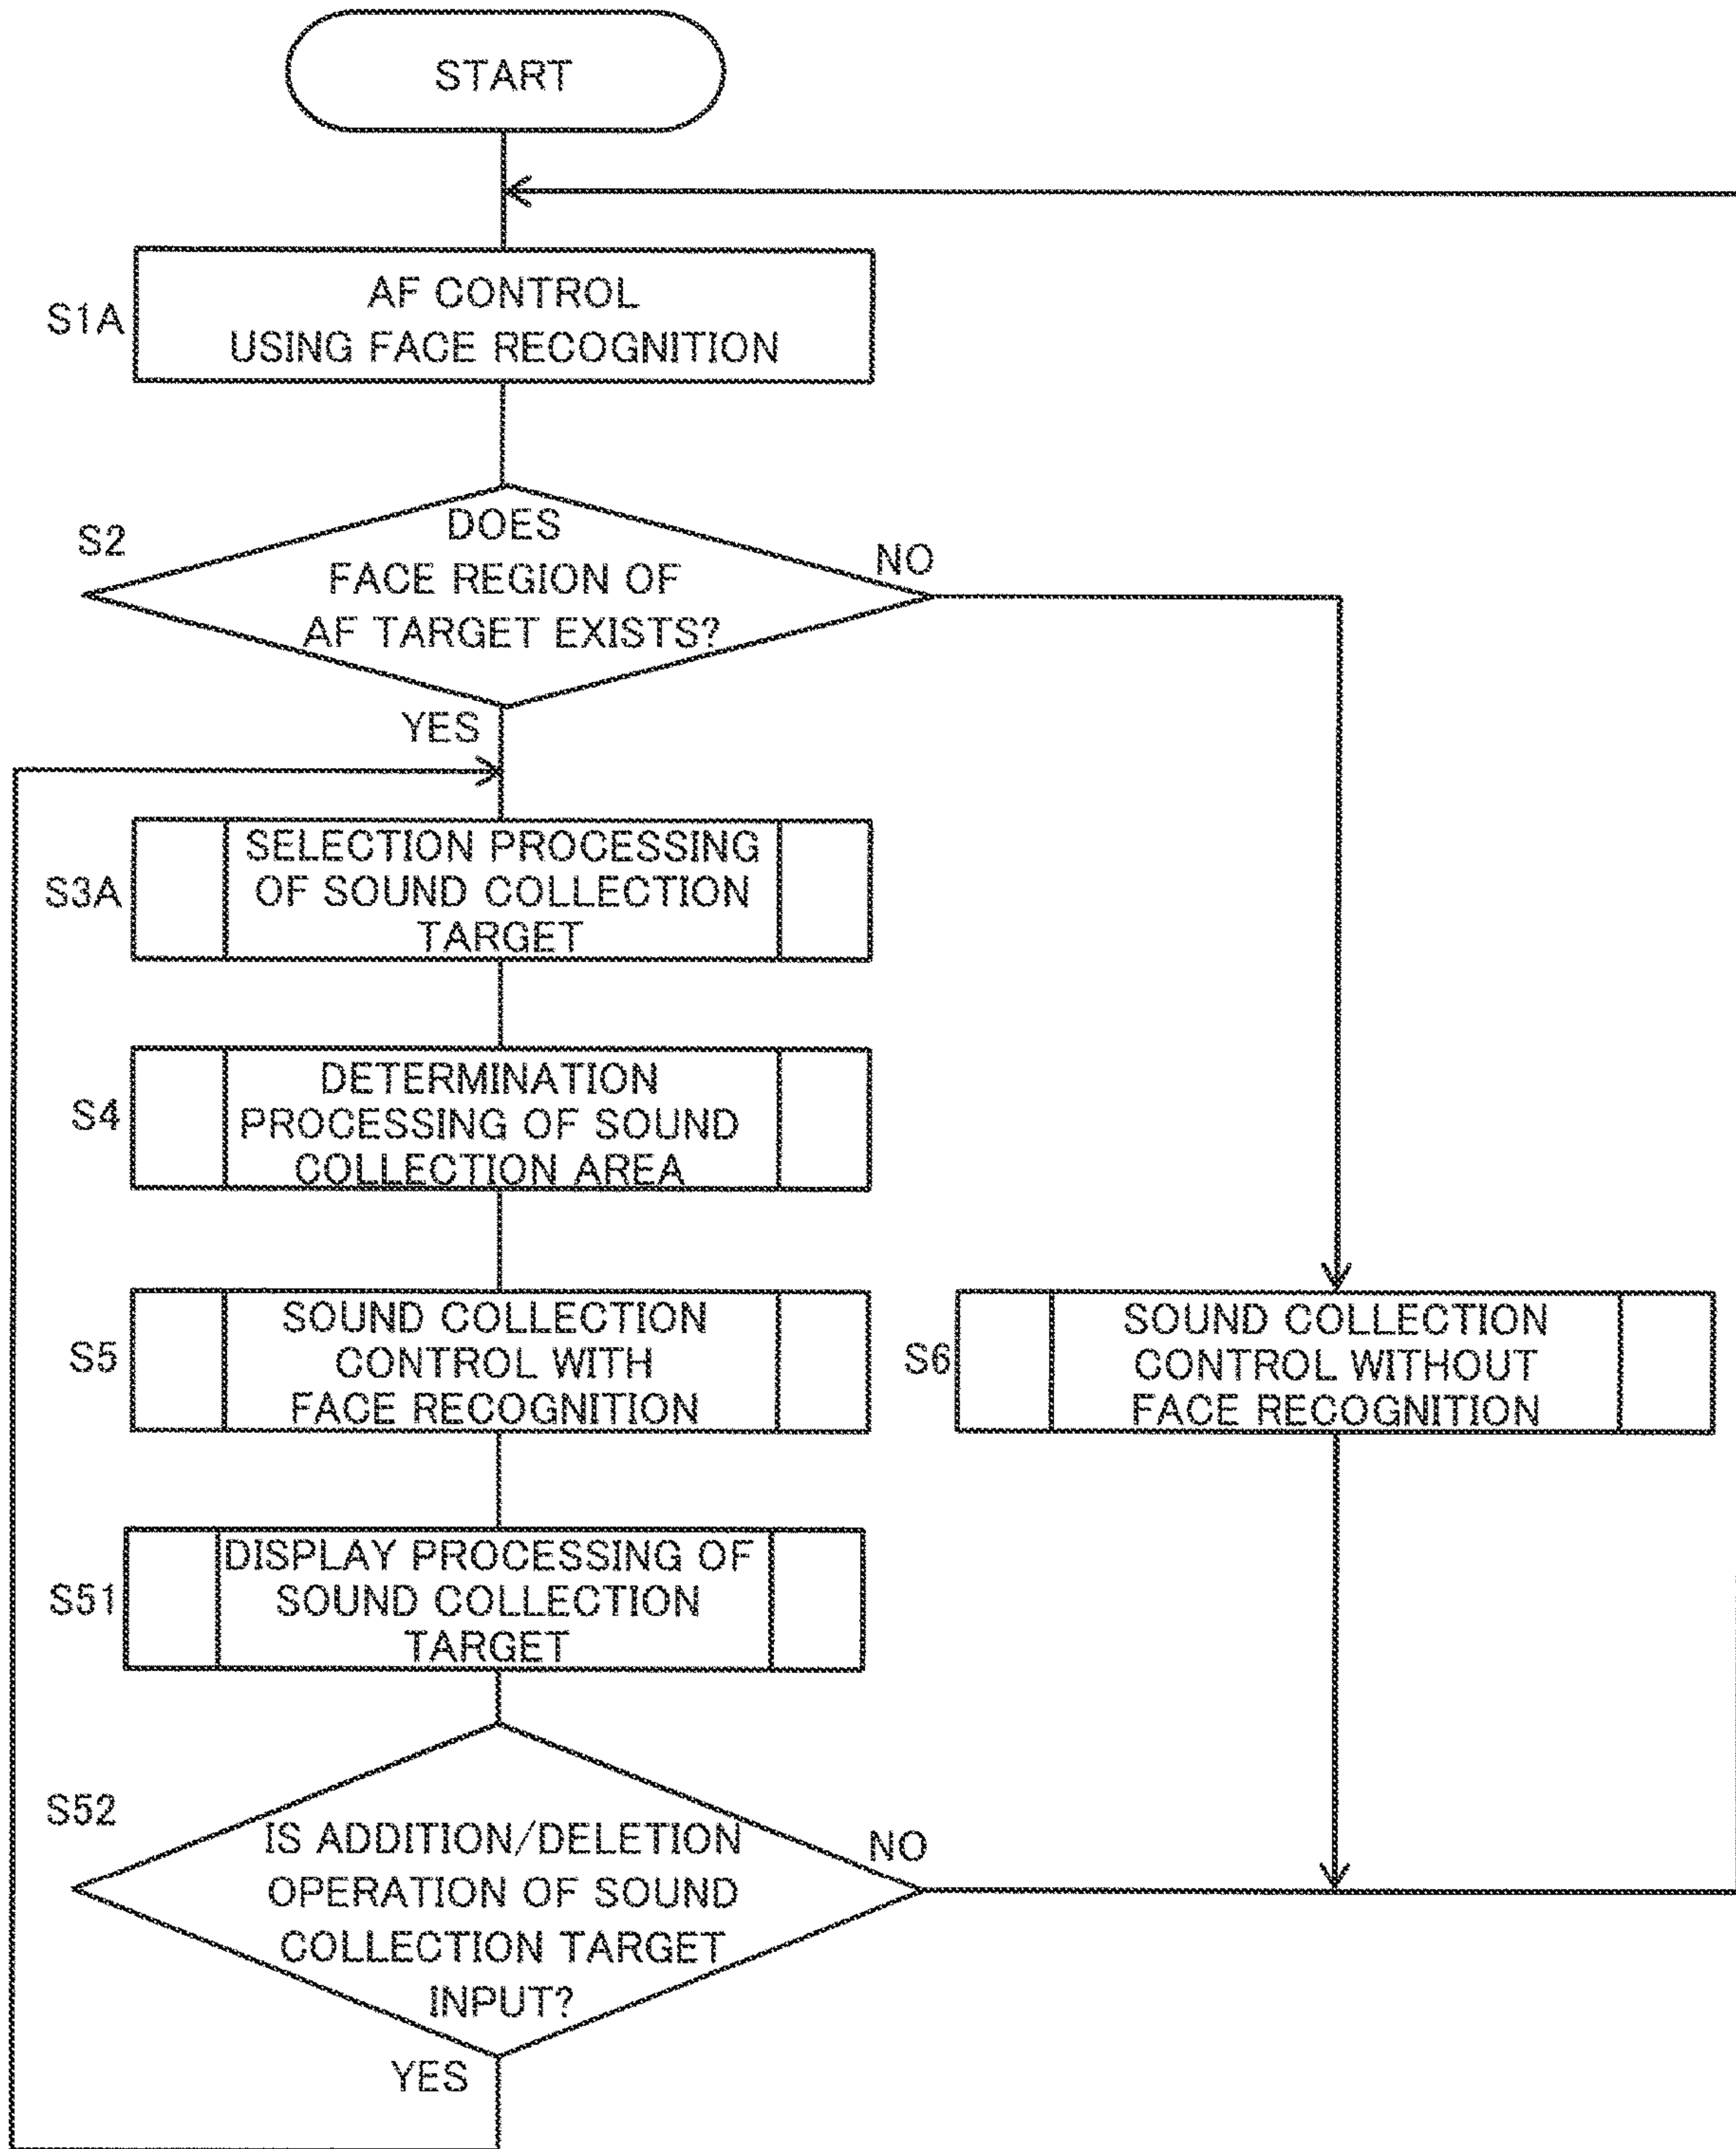 START
S1A
AF CONTROL
USING FACE RECOGNITION
S2
DOES
FACE REGION OF
AF TARGET EXISTS?
NO
YES
S3A
SELECTION PROCESSING
OF SOUND COLLECTION
TARGET
S4
DETERMINATION
PROCESSING OF SOUND
COLLECTION AREA
S5
SOUND COLLECTION
CONTROL WITH
FACE RECOGNITION
S6
SOUND COLLECTION
CONTROL WITHOUT
FACE RECOGNITION
S51
DISPLAY PROCESSING OF
SOUND COLLECTION
TARGET
S52
IS ADDITION/DELETION
OPERATION OF SOUND
COLLECTION TARGET
INPUT?
NO
YES